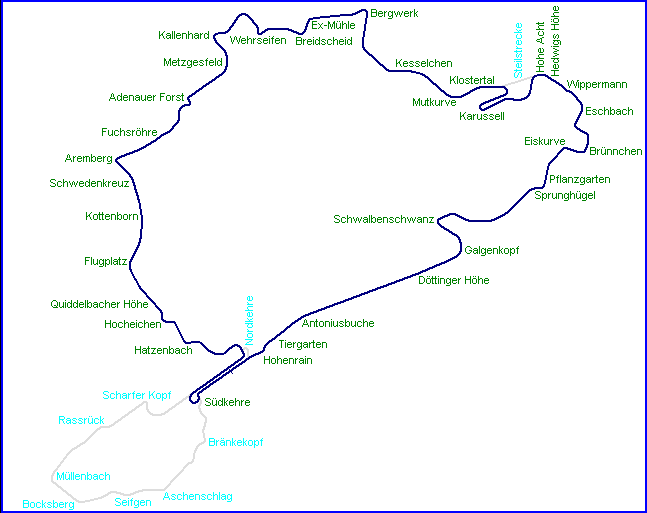 Bergwerk
Ex-Mühle
Kallenhard
Wehrseifen
Breidscheid
Metzgesfeld
Kesselchen
Steilstrecke
Hohe Acht
Hedwigs Höhe
Klostertal
Wippermann
Adenauer Forst
Mutkurve
Karussell
Eschbach
Fuchsröhre
Eiskurve
Brünnchen
Aremberg
Schwedenkreuz
Pflanzgarten
Sprunghügel
Kottenborn
Schwalbenschwanz
Galgenkopf
Flugplatz
Döttinger Höhe
Quiddelbacher Höhe
Nordkehre
Hocheichen
Antoniusbuche
Hatzenbach
Tiergarten
Hohenrain
Scharfer Kopf
Südkehre
Rassrück
Bränkekopf
Müllenbach
Bocksberg
Seifgen
Aschenschlag